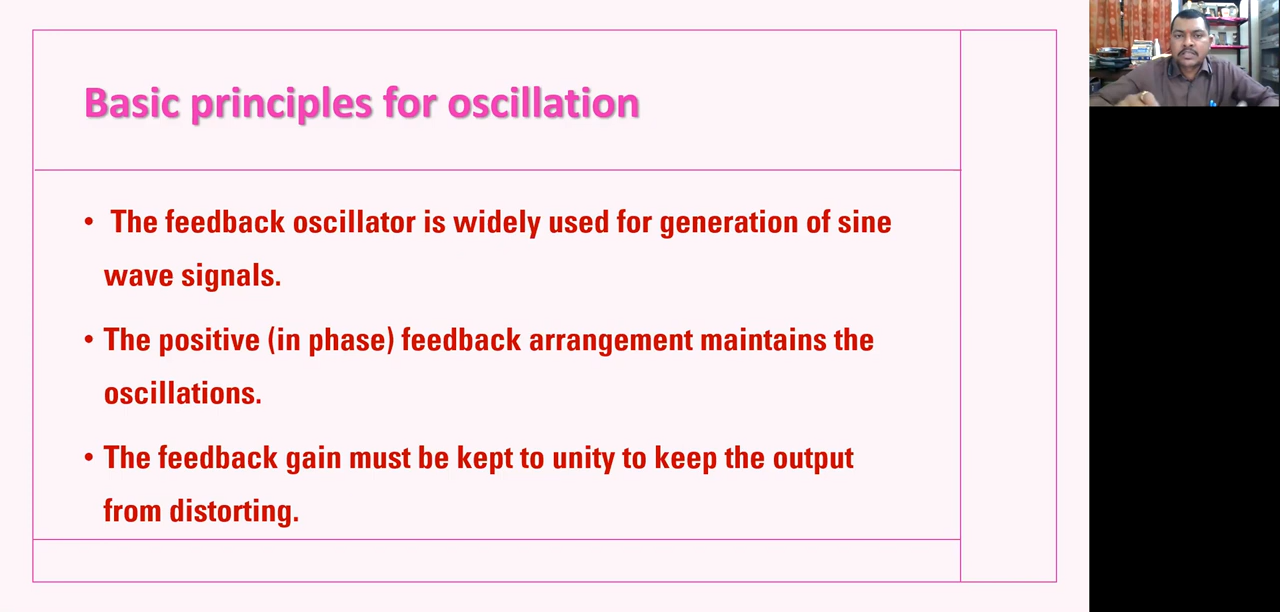 Basic principles for oscillation
• The feedback oscillator is widely used for generation of sine
wave signals.
• The positive (in phase) feedback arrangement maintains the
oscillations.
• The feedback gain must be kept to unity to keep the output
from distorting.